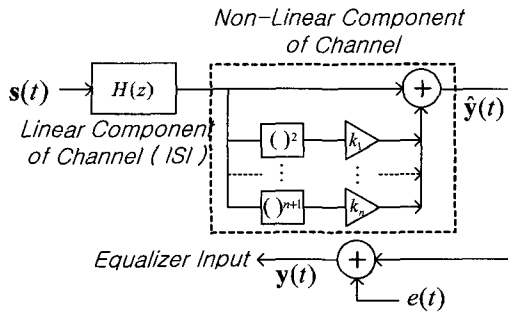 Non-Linear Component
of Channel
s(t)
H(z)
+
ŷ(t)
Linear Component
of Channel ( ISI )
( )²
k₁
⋮ ⋮
( )ⁿ⁺¹
kₙ
Equalizer Input
y(t)
+
e(t)